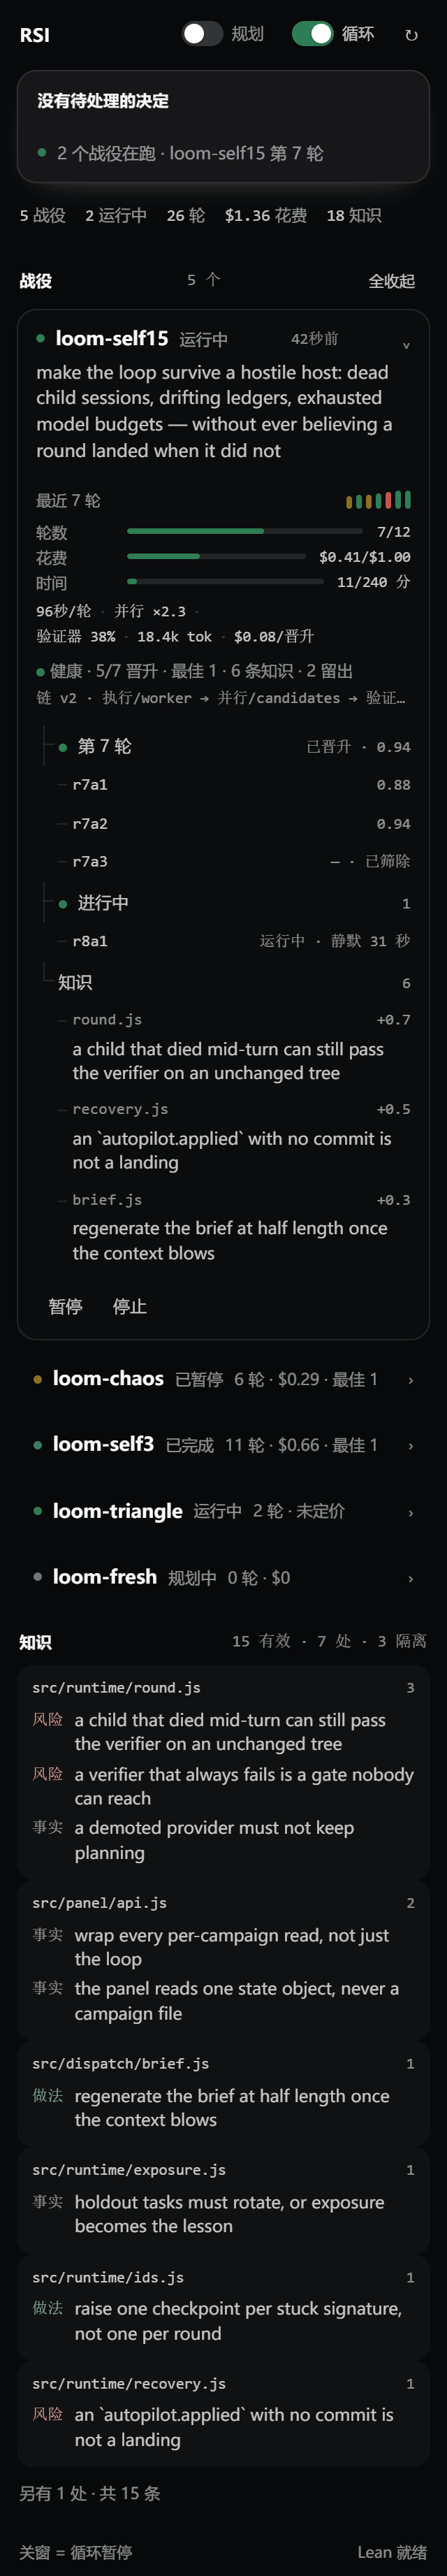 RSI 规划 循环 ↻
没有待处理的决定
2 个战役在跑 · loom-self15 第 7 轮
5 战役 2 运行中 26 轮 $1.36 花费 18 知识
战役 5 个 全收起
loom-self15 运行中 42秒前 ˅
make the loop survive a hostile host: dead
child sessions, drifting ledgers, exhausted
model budgets — without ever believing a
round landed when it did not
最近 7 轮
轮数 7/12
花费 $0.41/$1.00
时间 11/240 分
96秒/轮 · 并行 ×2.3 ·
验证器 38% · 18.4k tok · $0.08/晋升
健康 · 5/7 晋升 · 最佳 1 · 6 条知识 · 2 留出
链 v2 · 执行/worker → 并行/candidates → 验证…
第 7 轮 已晋升 · 0.94
r7a1 0.88
r7a2 0.94
r7a3 — · 已筛除
进行中 1
r8a1 运行中 · 静默 31 秒
知识 6
round.js +0.7
a child that died mid-turn can still pass
the verifier on an unchanged tree
recovery.js +0.5
an `autopilot.applied` with no commit is
not a landing
brief.js +0.3
regenerate the brief at half length once
the context blows
暂停 停止
loom-chaos 已暂停 6 轮 · $0.29 · 最佳 1 ›
loom-self3 已完成 11 轮 · $0.66 · 最佳 1 ›
loom-triangle 运行中 2 轮 · 未定价 ›
loom-fresh 规划中 0 轮 · $0 ›
知识 15 有效 · 7 处 · 3 隔离
src/runtime/round.js 3
风险 a child that died mid-turn can still pass
the verifier on an unchanged tree
风险 a verifier that always fails is a gate nobody
can reach
事实 a demoted provider must not keep
planning
src/panel/api.js 2
事实 wrap every per-campaign read, not just
the loop
事实 the panel reads one state object, never a
campaign file
src/dispatch/brief.js 1
做法 regenerate the brief at half length once
the context blows
src/runtime/exposure.js 1
事实 holdout tasks must rotate, or exposure
becomes the lesson
src/runtime/ids.js 1
做法 raise one checkpoint per stuck signature,
not one per round
src/runtime/recovery.js 1
风险 an `autopilot.applied` with no commit is
not a landing
另有 1 处 · 共 15 条
关窗 = 循环暂停 Lean 就绪